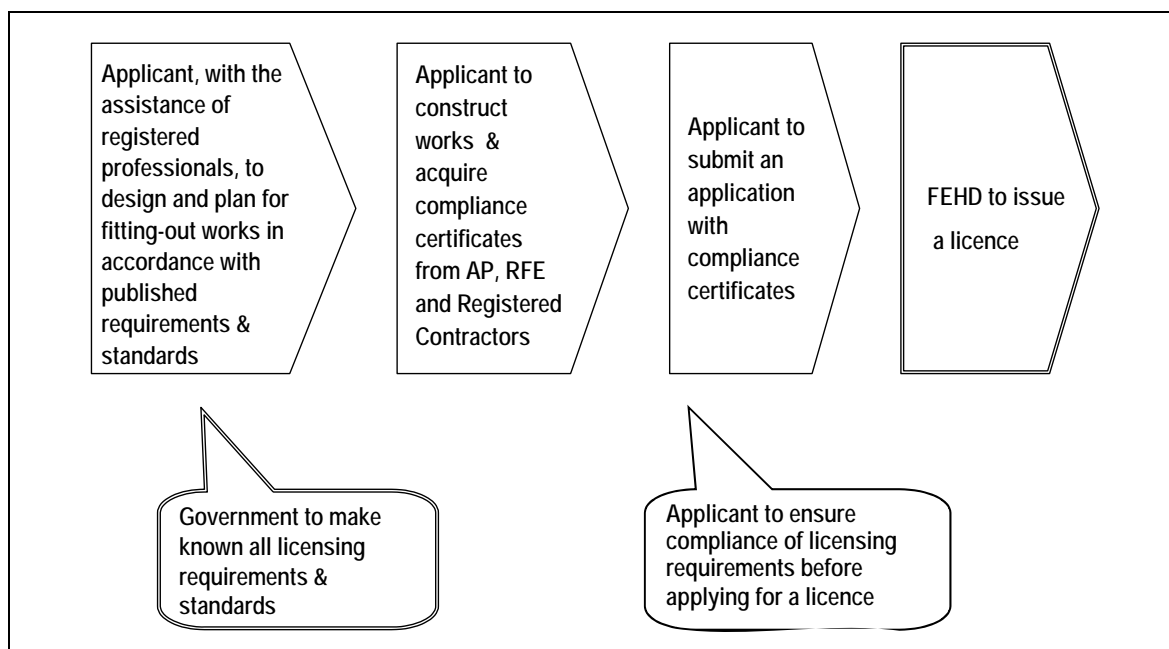 Applicant, with the
assistance of
registered
professionals, to
design and plan for
fitting-out works in
accordance with
published
requirements &
standards
Applicant to
construct
works &
acquire
compliance
certificates
from AP, RFE
and Registered
Contractors
Applicant to
submit an
application
with
compliance
certificates
FEHD to issue
a licence
Government to make
known all licensing
requirements &
standards
Applicant to ensure
compliance of licensing
requirements before
applying for a licence